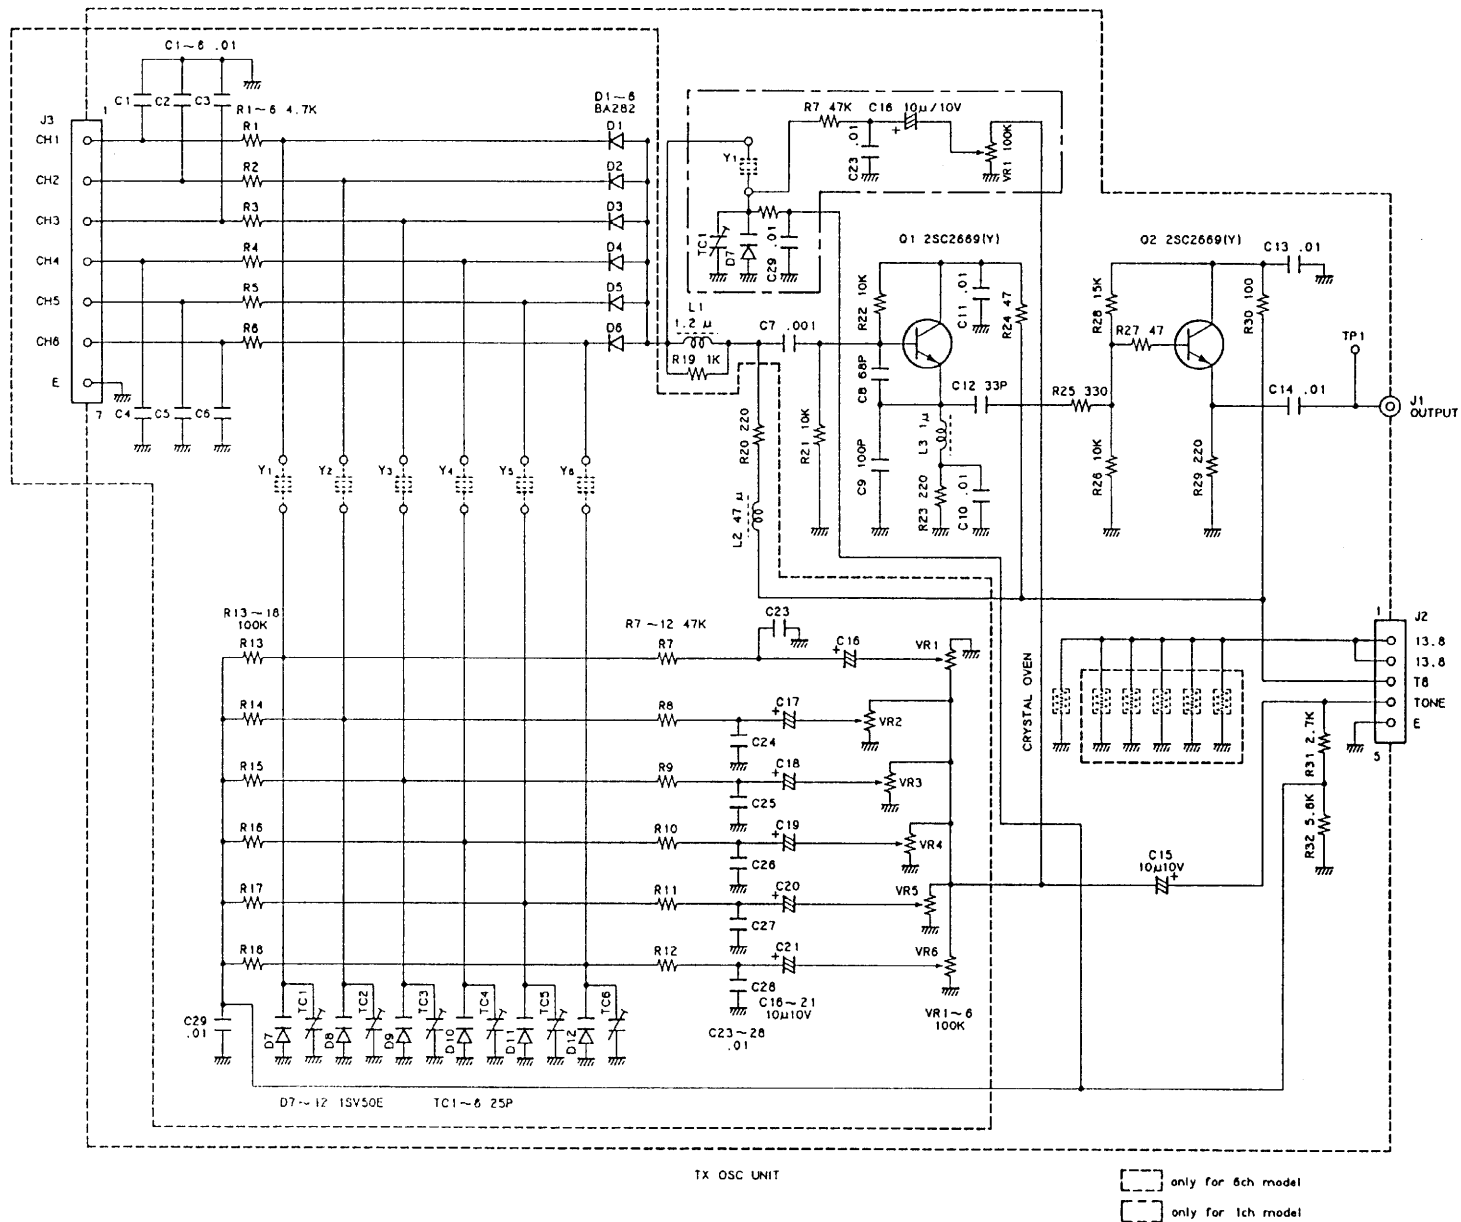 C1~6 .01
C1
C2
C3
R1~6 4.7K
D1~6
BA282
J3
1
CH1
R1
D1
CH2
R2
D2
CH3
R3
D3
CH4
R4
D4
CH5
R5
D5
CH6
R6
D6
E
7
C4
C5
C6
R7 47K
C16 10μ/10V
+
Y1
C23 .01
VR1 100K
TC1
D7
C29 .01
L1
1.2 μ
R19 1K
C7 .001
R20 220
L2 47 μ
R21 10K
R22 10K
Q1 2SC2669(Y)
C11 .01
R24 47
C8 68P
C9 100P
C12 33P
L3 1μ
R23 220
C10 .01
R25 330
Q2 2SC2669(Y)
C13 .01
R28 15K
R27 47
R30 100
TP1
R26 10K
R29 220
C14 .01
J1
OUTPUT
Y1
Y2
Y3
Y4
Y5
Y6
R13~18
100K
R13
R7~12 47K
R7
C23
C16
+
VR1
R14
R8
C17
+
VR2
C24
R15
R9
C18
+
VR3
C25
R16
R10
C19
+
VR4
C26
R17
R11
C20
+
VR5
C27
R18
R12
C21
+
VR6
C28
C16~21
10μ10V
C23~28
.01
VR1~6
100K
C29
.01
D7
TC1
D8
TC2
D9
TC3
D10
TC4
D11
TC5
D12
TC6
D7~12 1SV50E
TC1~6 25P
CRYSTAL OVEN
C15
10μ10V
+
1
J2
13.8
13.8
T8
TONE
E
5
R31 2.7K
R32 5.6K
TX OSC UNIT
only for 6ch model
only for 1ch model